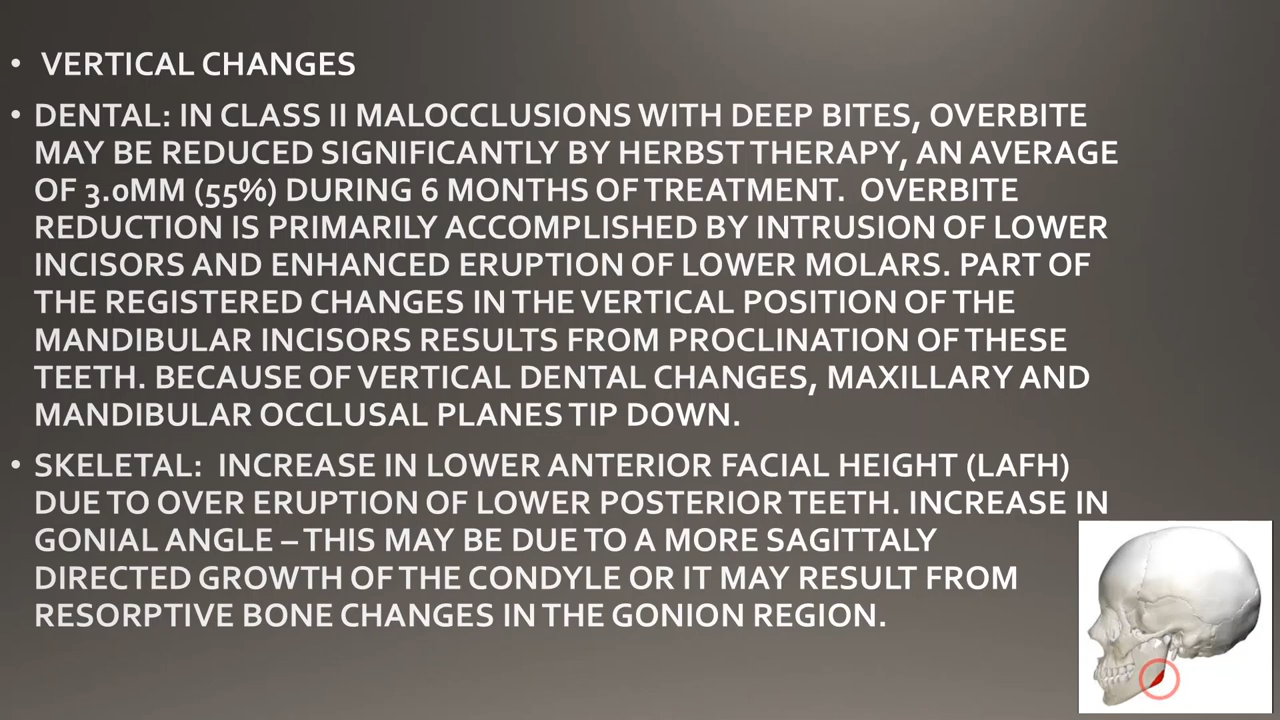 • VERTICAL CHANGES
• DENTAL: IN CLASS II MALOCCLUSIONS WITH DEEP BITES, OVERBITE
MAY BE REDUCED SIGNIFICANTLY BY HERBST THERAPY, AN AVERAGE
OF 3.0MM (55%) DURING 6 MONTHS OF TREATMENT. OVERBITE
REDUCTION IS PRIMARILY ACCOMPLISHED BY INTRUSION OF LOWER
INCISORS AND ENHANCED ERUPTION OF LOWER MOLARS. PART OF
THE REGISTERED CHANGES IN THE VERTICAL POSITION OF THE
MANDIBULAR INCISORS RESULTS FROM PROCLINATION OF THESE
TEETH. BECAUSE OF VERTICAL DENTAL CHANGES, MAXILLARY AND
MANDIBULAR OCCLUSAL PLANES TIP DOWN.
• SKELETAL: INCREASE IN LOWER ANTERIOR FACIAL HEIGHT (LAFH)
DUE TO OVER ERUPTION OF LOWER POSTERIOR TEETH. INCREASE IN
GONIAL ANGLE – THIS MAY BE DUE TO A MORE SAGITTALY
DIRECTED GROWTH OF THE CONDYLE OR IT MAY RESULT FROM
RESORPTIVE BONE CHANGES IN THE GONION REGION.